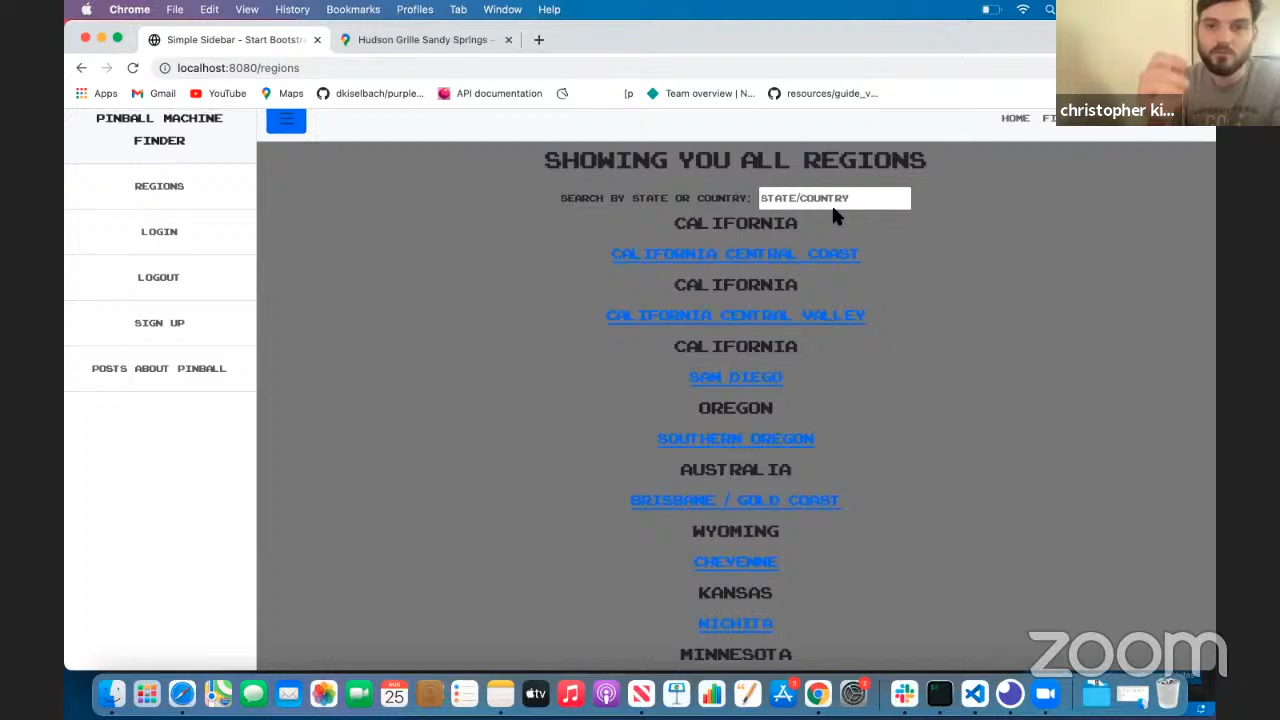 Chrome File Edit View History Bookmarks Profiles Tab Window Help
Simple Sidebar - Start Bootstr
Hudson Grille Sandy Springs -
localhost:8080/regions
Apps Gmail YouTube Maps dkiselbach/purple... API documentation [p Team overview | N... resources/guide_v...
christopher ki...
PINBALL MACHINE
FINDER
HOME FI
REGIONS
LOGIN
LOGOUT
SIGN UP
POSTS ABOUT PINBALL
SHOWING YOU ALL REGIONS
SEARCH BY STATE OR COUNTRY: STATE/COUNTRY
CALIFORNIA
CALIFORNIA CENTRAL COAST
CALIFORNIA
CALIFORNIA CENTRAL VALLEY
CALIFORNIA
SAN DIEGO
OREGON
SOUTHERN OREGON
AUSTRALIA
BRISBANE / GOLD COAST
WYOMING
CHEYENNE
KANSAS
WICHITA
MINNESOTA
zoom
AUG
25
tv